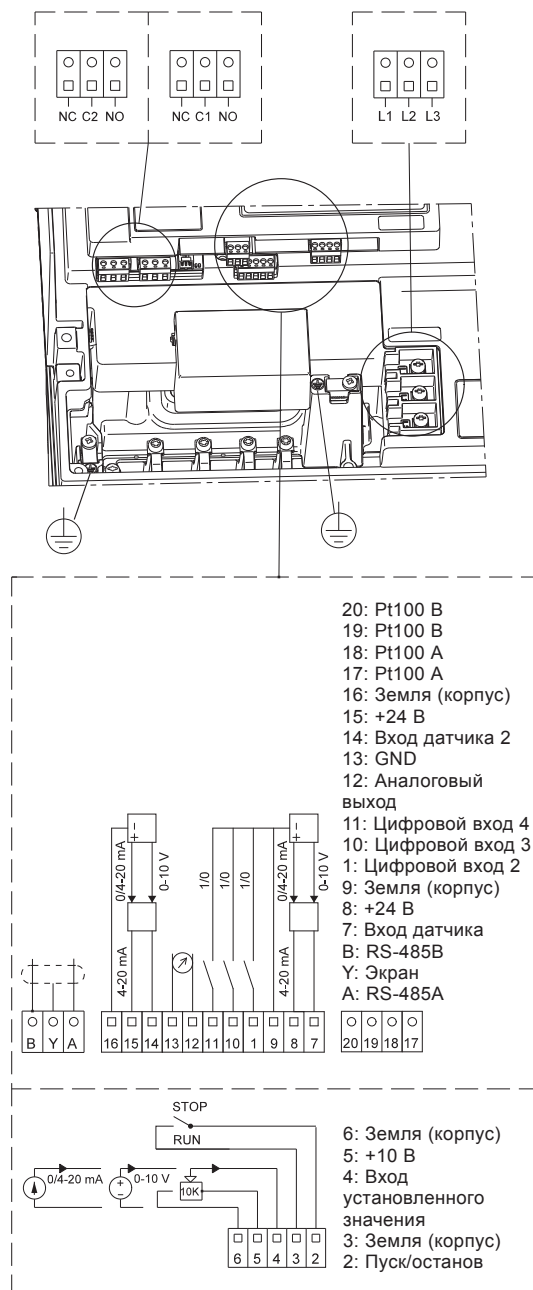 NC C2 NO NC C1 NO
L1 L2 L3
20: Pt100 B
19: Pt100 B
18: Pt100 A
17: Pt100 A
16: Земля (корпус)
15: +24 В
14: Вход датчика 2
13: GND
12: Аналоговый
выход
11: Цифровой вход 4
10: Цифровой вход 3
1: Цифровой вход 2
9: Земля (корпус)
8: +24 В
7: Вход датчика
B: RS-485B
Y: Экран
A: RS-485A
- +
0/4-20 mA
0-10 V
4-20 mA
1/0
1/0
1/0
- +
0/4-20 mA
0-10 V
4-20 mA
B Y A
16 15 14 13 12 11 10 1 9 8 7
20 19 18 17
STOP
RUN
0/4-20 mA
+ -
0-10 V
10K
6 5 4 3 2
6: Земля (корпус)
5: +10 В
4: Вход
установленного
значения
3: Земля (корпус)
2: Пуск/останов